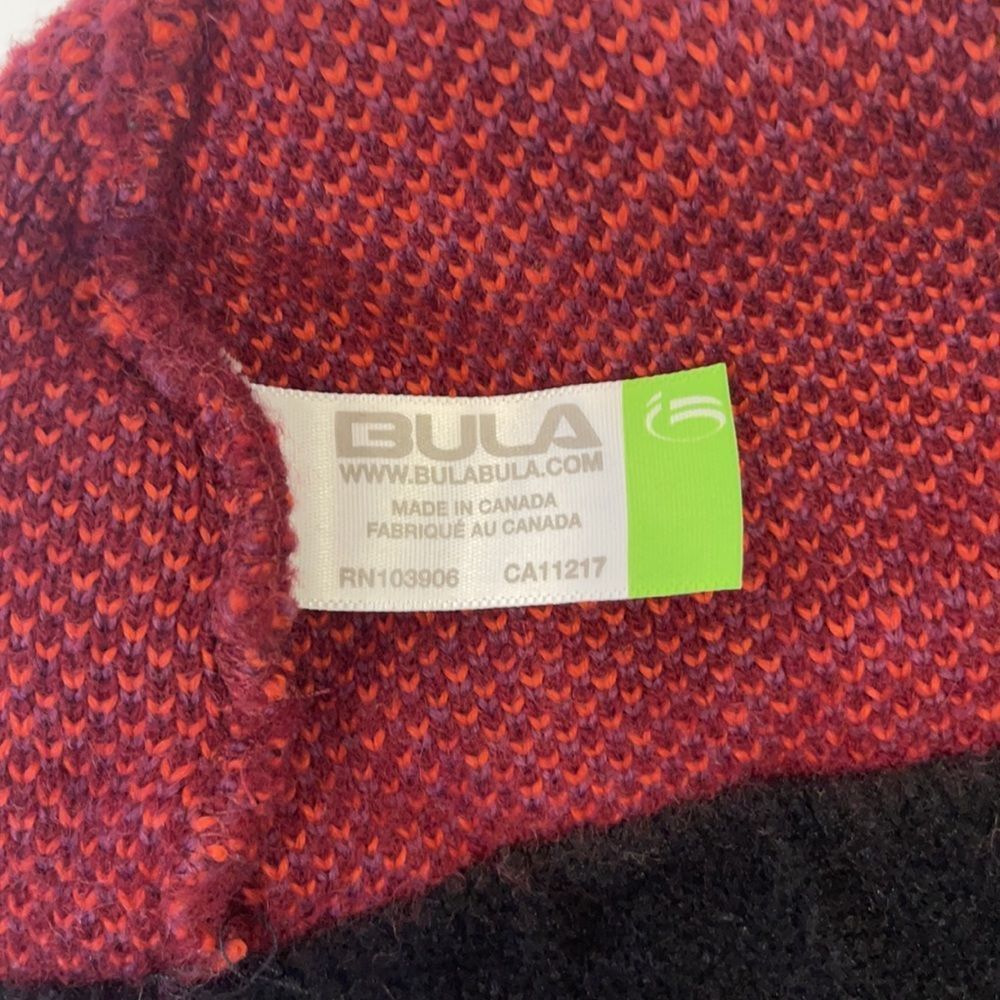 BULA
WWW.BULABULA.COM
MADE IN CANADA
FABRIQUÉ AU CANADA
RN103906 CA11217